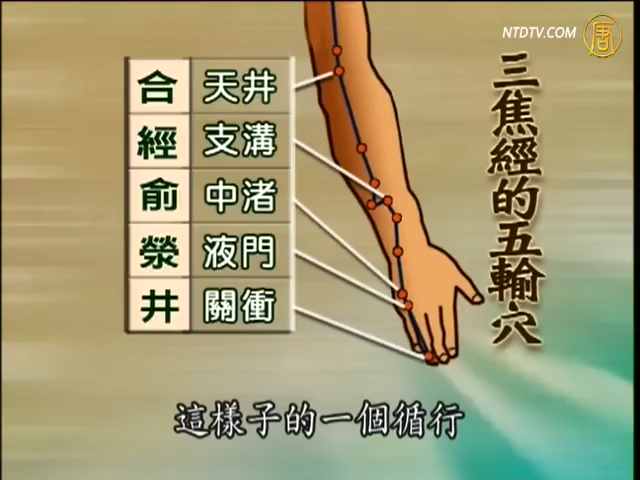 NTDTV.COM
唐
三焦經的五輸穴
合 天井
經 支溝
俞 中渚
滎 液門
井 關衝
這樣子的一個循行